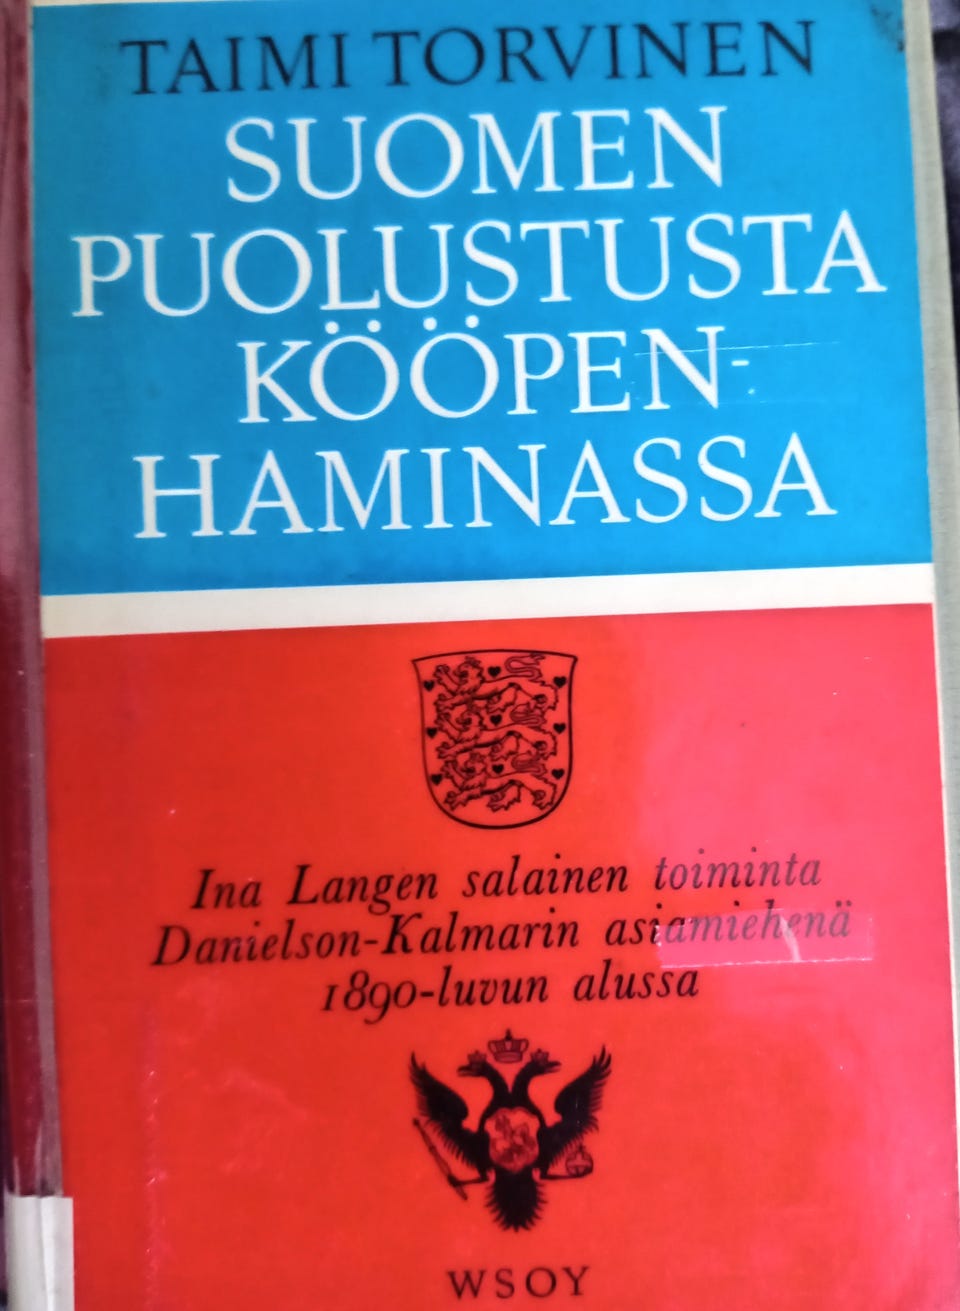 TAIMI TORVINEN
SUOMEN
PUOLUSTUSTA
KÖÖPEN-
HAMINASSA
Ina Langen salainen toiminta
Danielson-Kalmarin asiamiehenä
1890-luvun alussa
WSOY